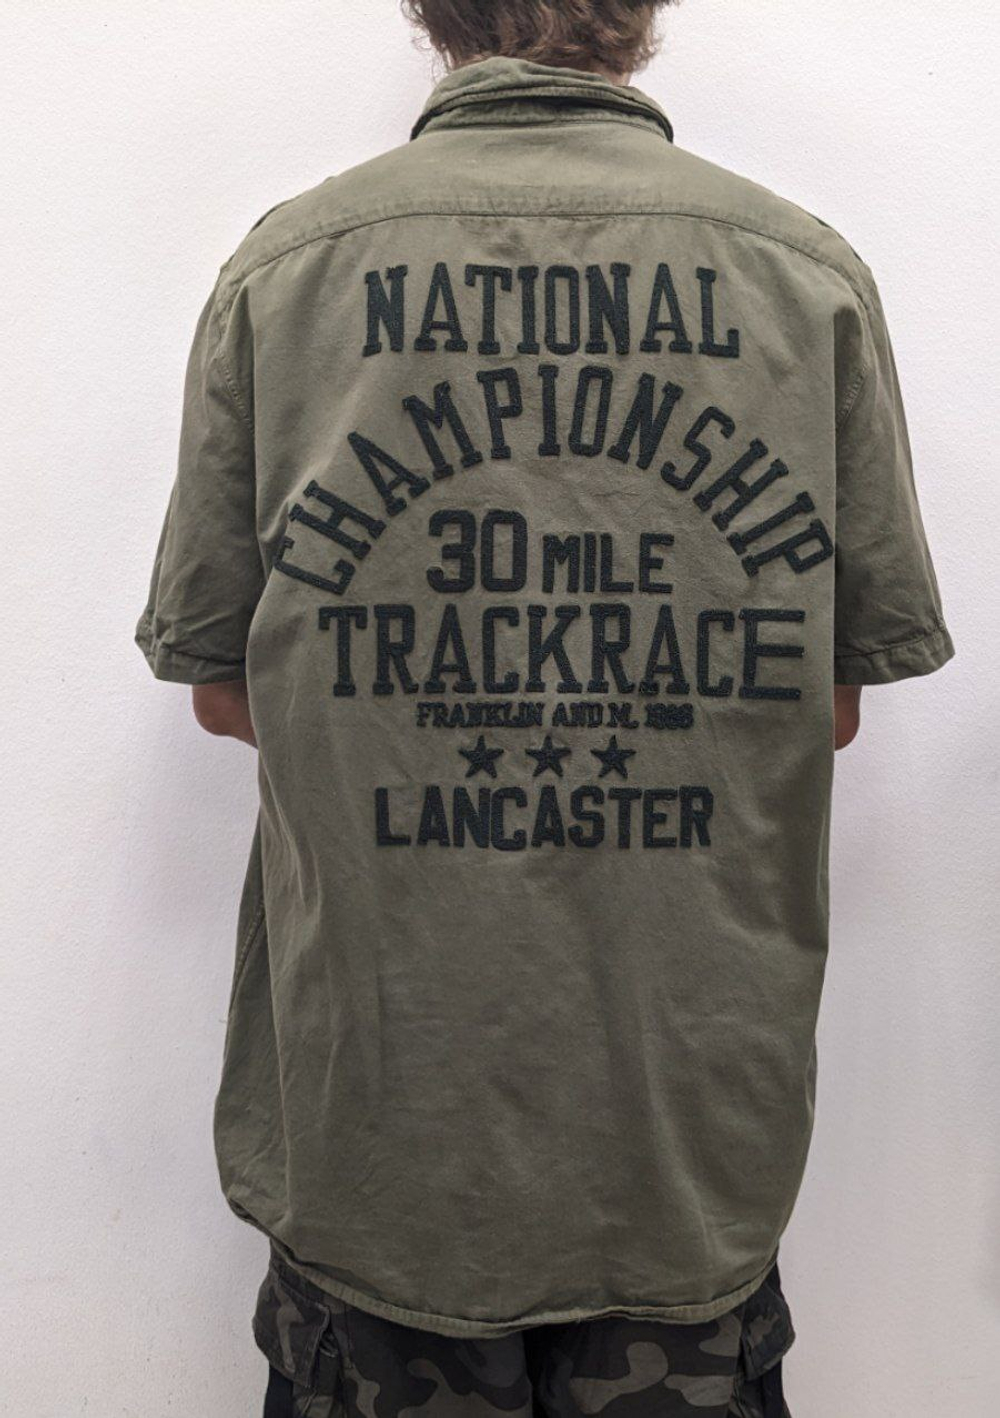 NATIONAL
CHAMPIONSHIP
30 MILE
TRACKRACE
FRANKLIN AND M.
LANCASTER